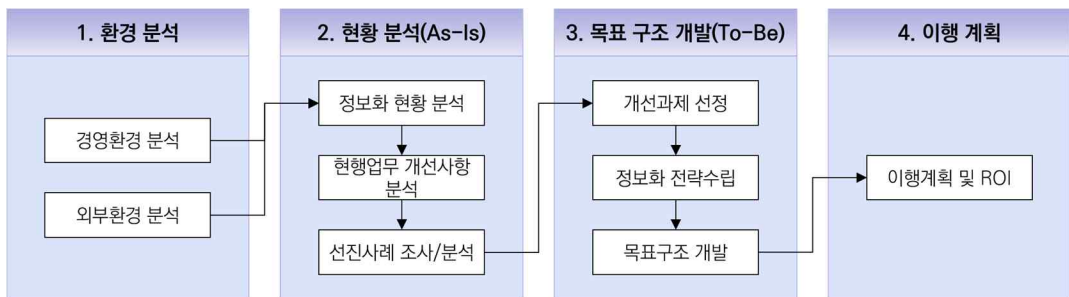 1. 환경 분석
2. 현황 분석(As-Is)
3. 목표 구조 개발(To-Be)
4. 이행 계획
경영환경 분석
외부환경 분석
정보화 현황 분석
현행업무 개선사항
분석
선진사례 조사/분석
개선과제 선정
정보화 전략수립
목표구조 개발
이행계획 및 ROI